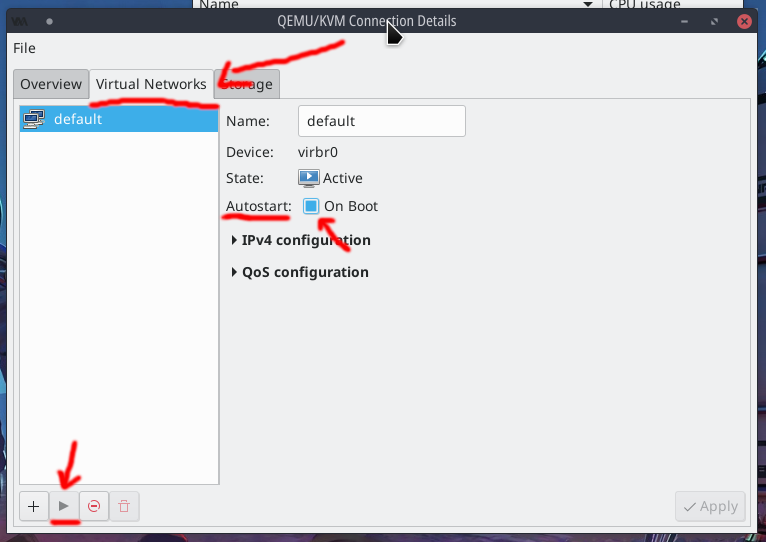 Name
CPU usage
QEMU/KVM Connection Details
File
Overview
Virtual Networks
Storage
default
Name:
default
Device:
virbr0
State:
Active
Autostart:
On Boot
IPv4 configuration
QoS configuration
Apply